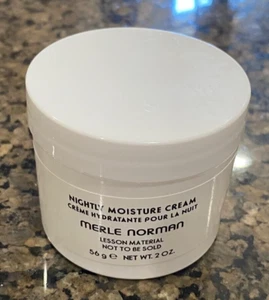 NIGHTLY MOISTURE CREAM
CRÈME HYDRATANTE POUR LA NUIT
MERLE NORMAN
LESSON MATERIAL
NOT TO BE SOLD
56 g ℮ NET WT. 2 OZ.